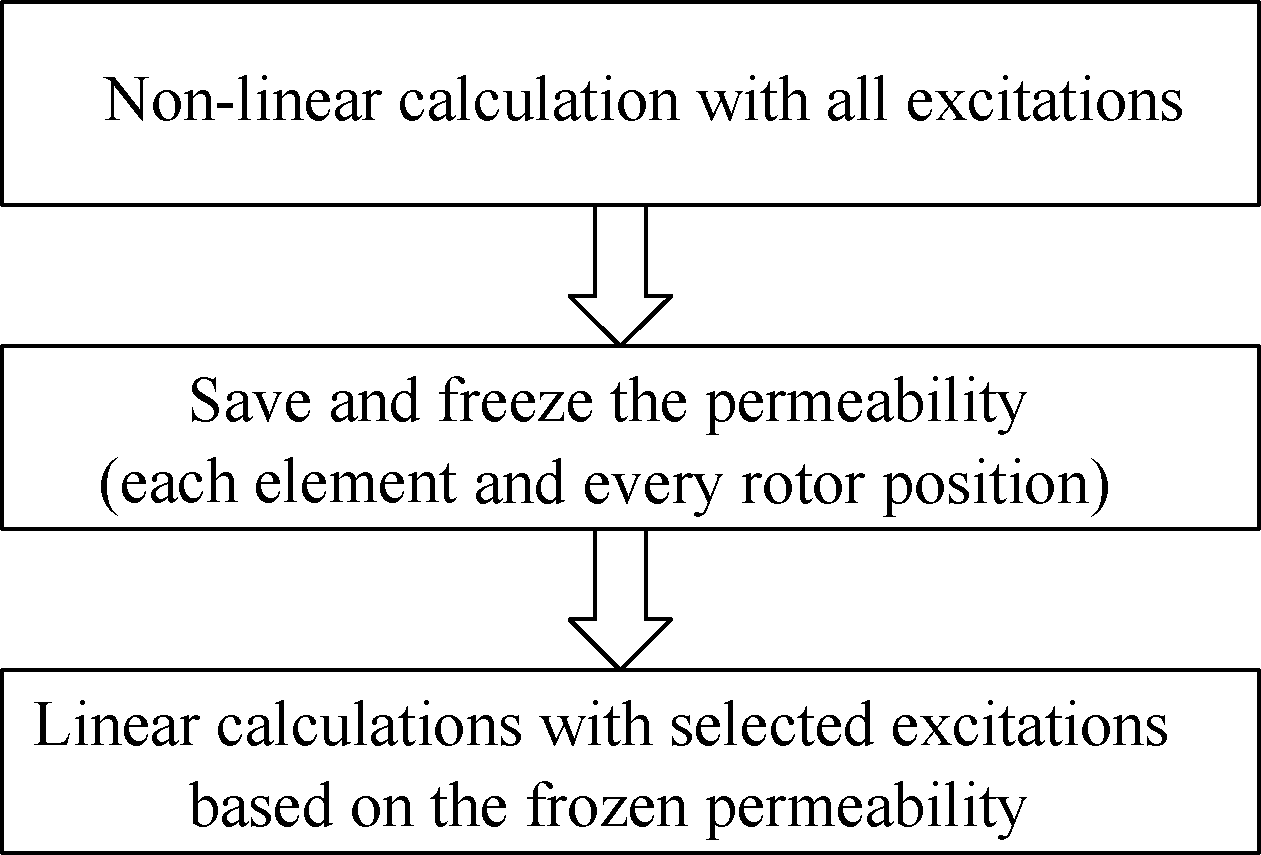 Non-linear calculation with all excitations
Save and freeze the permeability
(each element and every rotor position)
Linear calculations with selected excitations
based on the frozen permeability